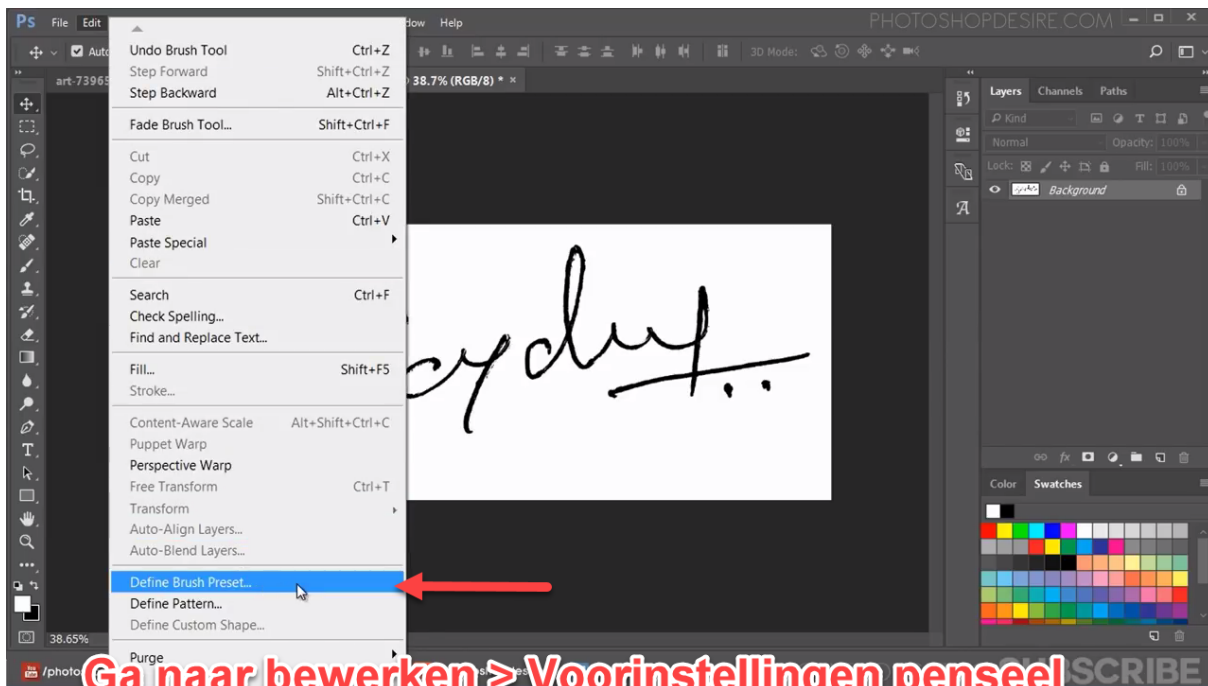 Ps File Edit
Help
PHOTOSHOPDESIRE.COM
3D Mode:
38.7% (RGB/8) * ×
Undo Brush Tool Ctrl+Z
Step Forward Shift+Ctrl+Z
Step Backward Alt+Ctrl+Z
Fade Brush Tool... Shift+Ctrl+F
Cut Ctrl+X
Copy Ctrl+C
Copy Merged Shift+Ctrl+C
Paste Ctrl+V
Paste Special
Clear
Search Ctrl+F
Check Spelling...
Find and Replace Text...
Fill... Shift+F5
Stroke...
Content-Aware Scale Alt+Shift+Ctrl+C
Puppet Warp
Perspective Warp
Free Transform Ctrl+T
Transform
Auto-Align Layers...
Auto-Blend Layers...
Define Brush Preset...
Define Pattern...
Define Custom Shape...
Purge
Layers Channels Paths
Kind
Normal Opacity: 100%
Lock: Fill: 100%
Background
Color Swatches
38.65%
Ga naar bewerken > Voorinstellingen penseel
SUBSCRIBE